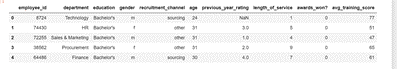 employee_id department education gender recruitment_channel age previous_year_rating length_of_service awards_won? avg_training_score
0 8724 Technology Bachelor's m sourcing 24 NaN 1 0 77
1 74430 HR Bachelor's f other 31 3.0 5 0 51
2 72255 Sales & Marketing Bachelor's m other 31 1.0 4 0 47
3 38562 Procurement Bachelor's f other 31 2.0 9 0 65
4 64486 Finance Bachelor's m sourcing 30 4.0 7 0 61